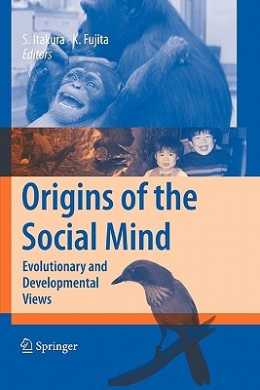 S. Itakura · K. Fujita
Editors
Origins of the
Social Mind
Evolutionary and
Developmental
Views
Springer